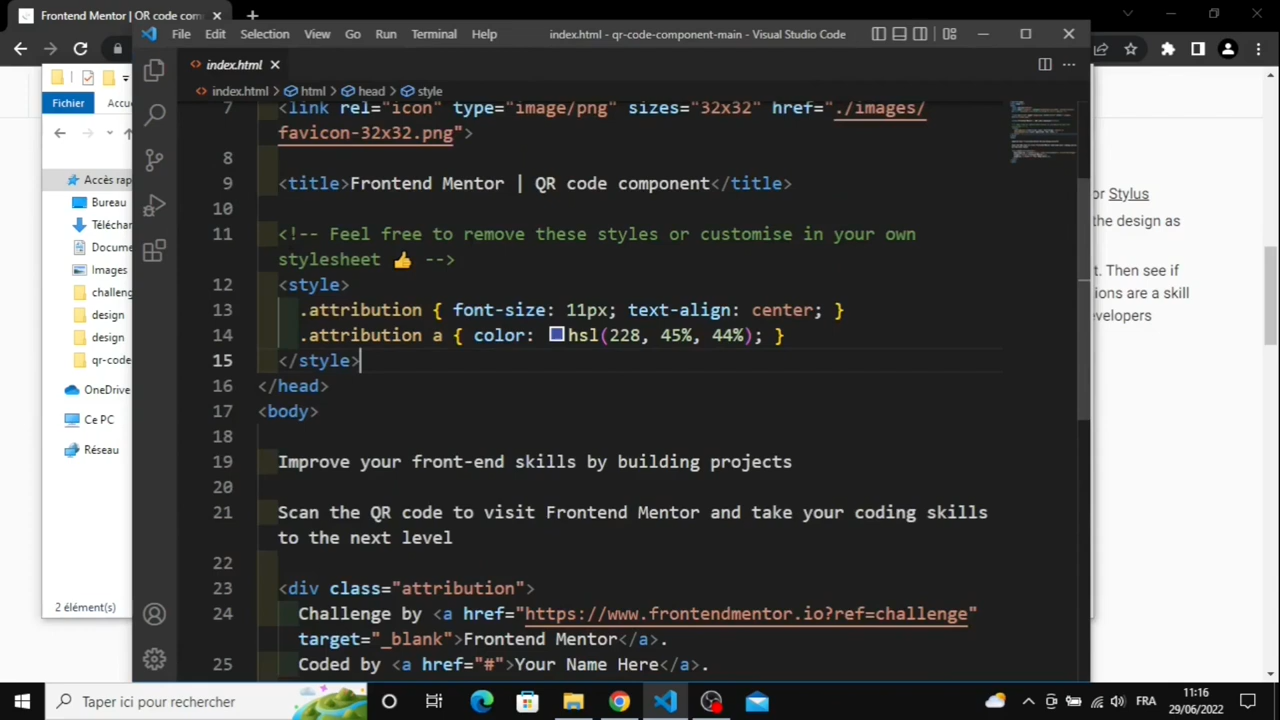 Frontend Mentor | QR code com
File Edit Selection View Go Run Terminal Help
index.html - qr-code-component-main - Visual Studio Code
Fichier
Accu
Accès rap
Bureau
Téléchar
Docume
Images
challeng
design
design
qr-code
OneDrive
Ce PC
Réseau
2 élément(s)
index.html
index.html > html > head > style
7 <link rel="icon" type="image/png" sizes="32x32" href="./images/
favicon-32x32.png">
8
9 <title>Frontend Mentor | QR code component</title>
10
11 <!-- Feel free to remove these styles or customise in your own
stylesheet 👍 -->
12 <style>
13 .attribution { font-size: 11px; text-align: center; }
14 .attribution a { color: hsl(228, 45%, 44%); }
15 </style>
16 </head>
17 <body>
18
19 Improve your front-end skills by building projects
20
21 Scan the QR code to visit Frontend Mentor and take your coding skills
to the next level
22
23 <div class="attribution">
24 Challenge by <a href="https://www.frontendmentor.io?ref=challenge"
target="_blank">Frontend Mentor</a>.
25 Coded by <a href="#">Your Name Here</a>.
or Stylus
the design as
t. Then see if
ions are a skill
evelopers
Taper ici pour rechercher
FRA
11:16
29/06/2022